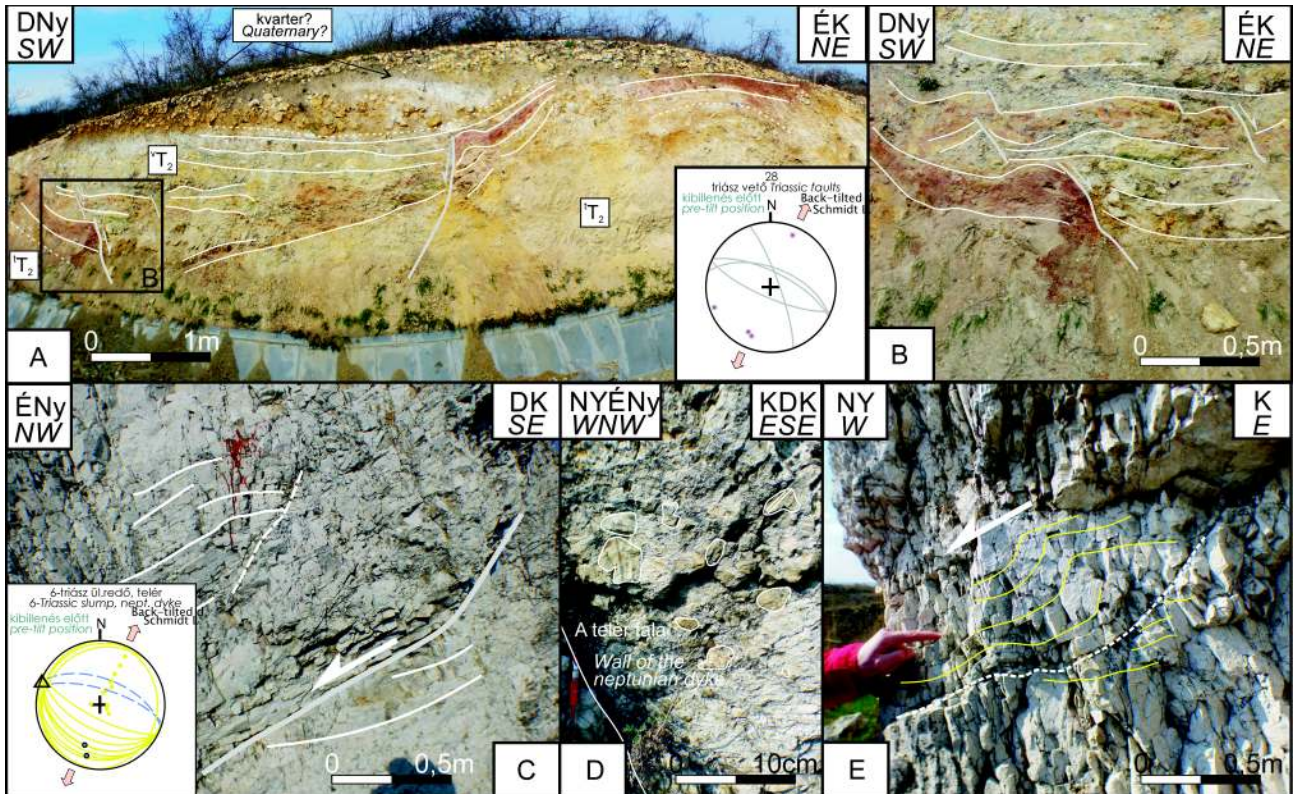 DNy
SW
kvarter?
Quaternary?
ÉK
NE
ᵛT₂
ᵗT₂
ᵗT₂
B
28
triász vető Triassic faults
kibillenés előtt
pre-tilt position
N
Back-tilted
Schmidt l
A
0 1m
DNy
SW
ÉK
NE
B
0 0,5m
ÉNy
NW
DK
SE
6-triász ül.redő, telér
6-Triassic slump, nept. dyke
kibillenés előtt
pre-tilt position
N
Back-tilted d
Schmidt l
0 0,5m
C
NYÉNy
WNW
KDK
ESE
A telér fala
Wall of the
neptunian dyke
D
0 10cm
NY
W
K
E
E
0 0,5m